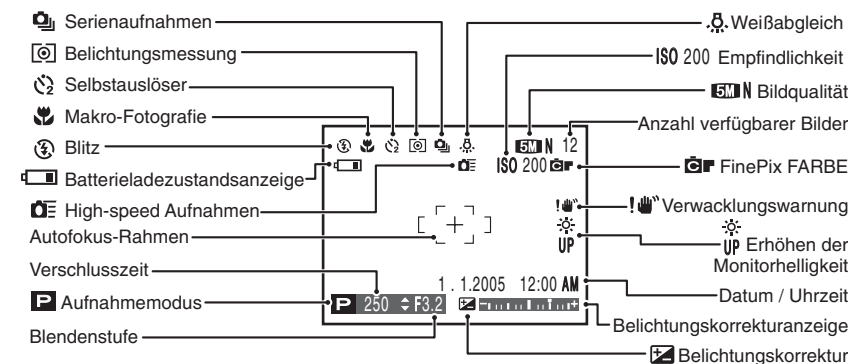 Serienaufnahmen
Belichtungsmessung
Selbstauslöser
Makro-Fotografie
Blitz
Batterieladezustandsanzeige
High-speed Aufnahmen
Autofokus-Rahmen
Verschlusszeit
P Aufnahmemodus
Blendenstufe
5M N 12
ISO 200
UP
1 . 1.2005 12:00 AM
P 250 F3.2
Weißabgleich
ISO 200 Empfindlichkeit
5M N Bildqualität
Anzahl verfügbarer Bilder
FinePix FARBE
Verwacklungswarnung
UP Erhöhen der
Monitorhelligkeit
Datum / Uhrzeit
Belichtungskorrekturanzeige
Belichtungskorrektur